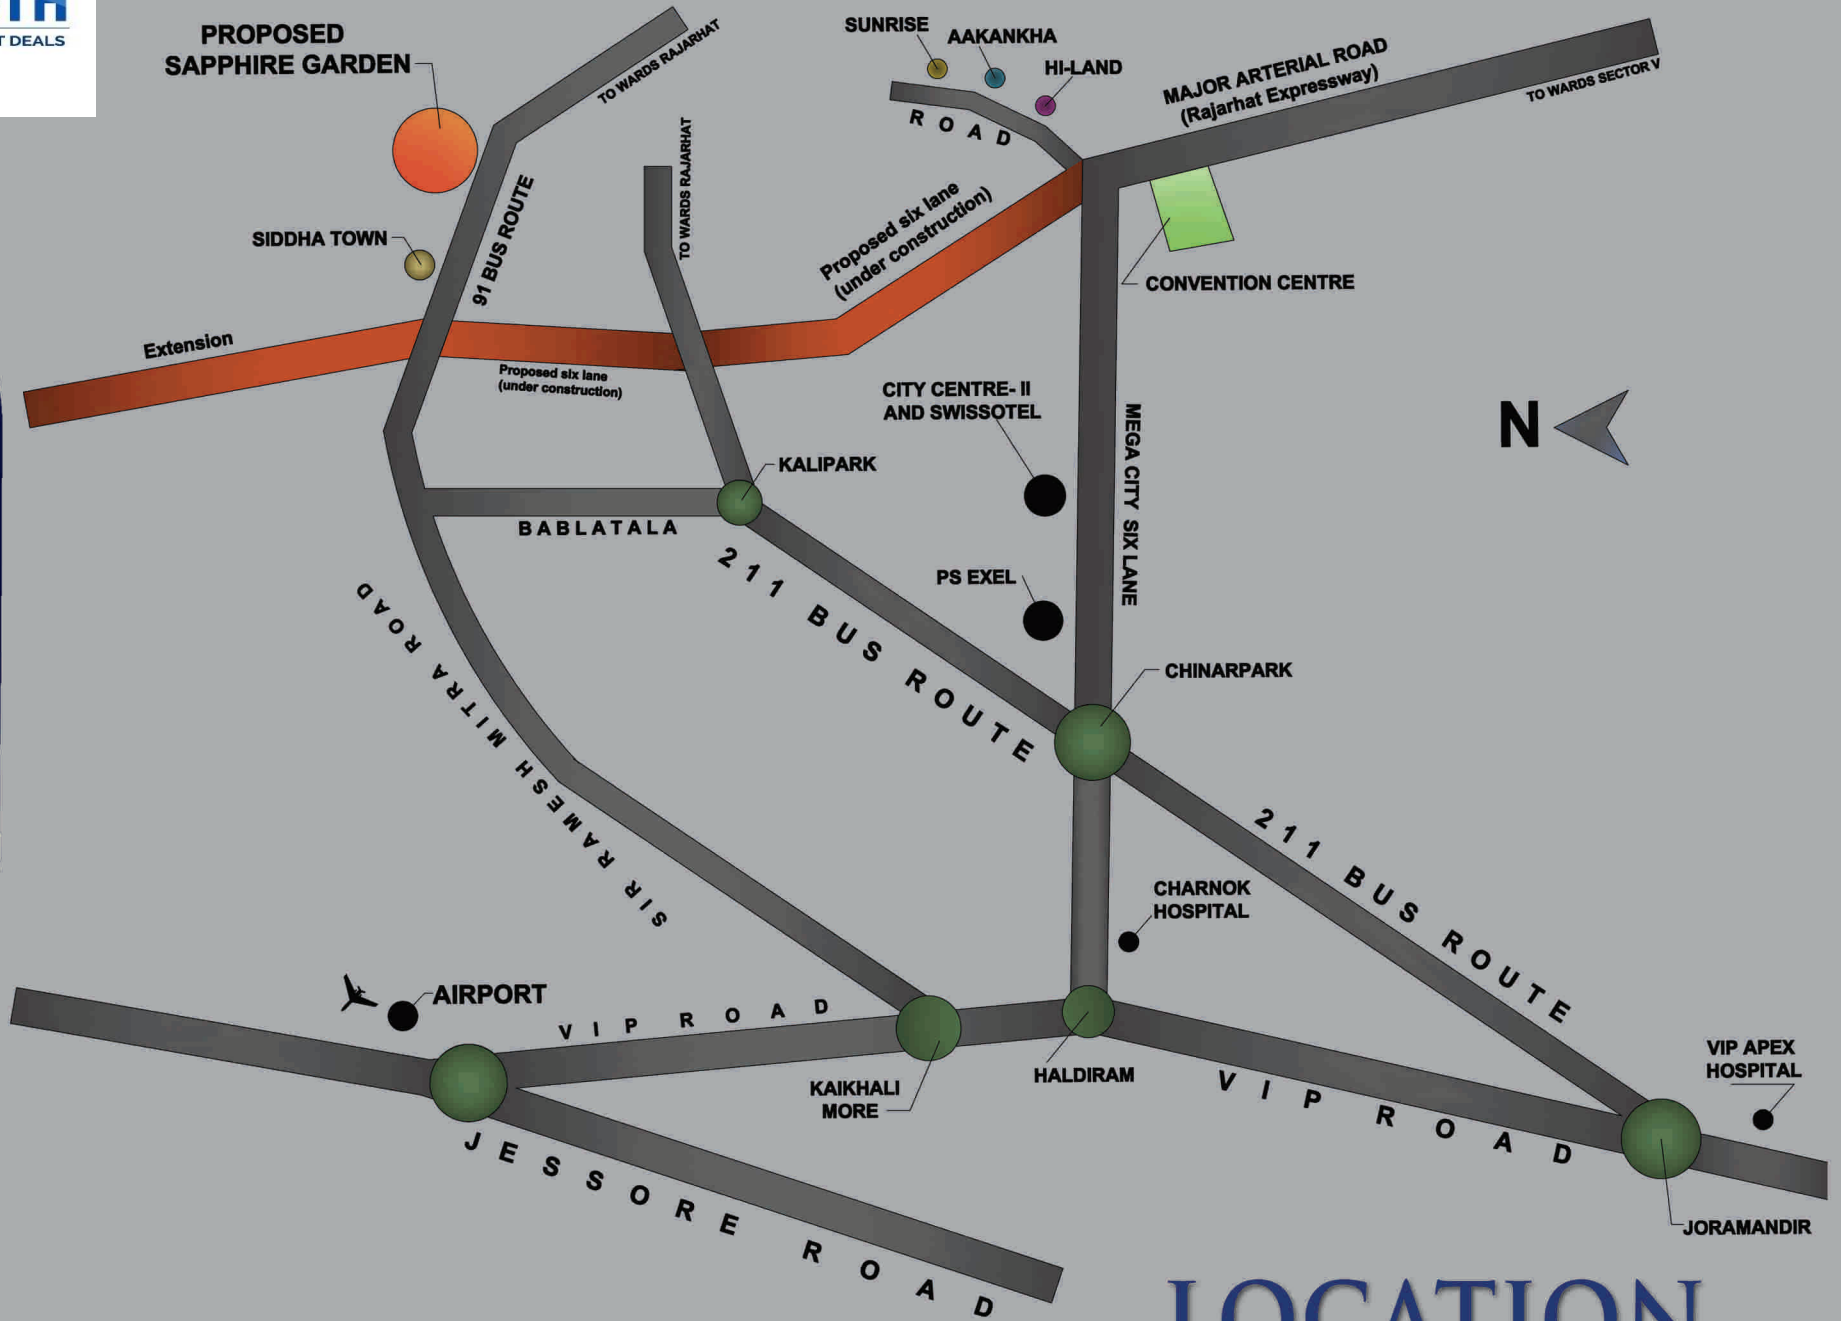 T DEALS
PROPOSED
SAPPHIRE GARDEN
TO WARDS RAJARHAT
SUNRISE
AAKANKHA
HI-LAND
ROAD
MAJOR ARTERIAL ROAD
(Rajarhat Expressway)
TO WARDS SECTOR V
TO WARDS RAJARHAT
91 BUS ROUTE
SIDDHA TOWN
Proposed six lane
(under construction)
CONVENTION CENTRE
Extension
Proposed six lane
(under construction)
CITY CENTRE- II
AND SWISSOTEL
MEGA CITY SIX LANE
N
KALIPARK
BABLATALA
211 BUS ROUTE
PS EXEL
CHINARPARK
SIR RAMESH MITRA ROAD
211 BUS ROUTE
CHARNOK
HOSPITAL
AIRPORT
VIP ROAD
KAIKHALI
MORE
HALDIRAM
VIP ROAD
VIP APEX
HOSPITAL
JESSORE ROAD
JORAMANDIR
LOCATION